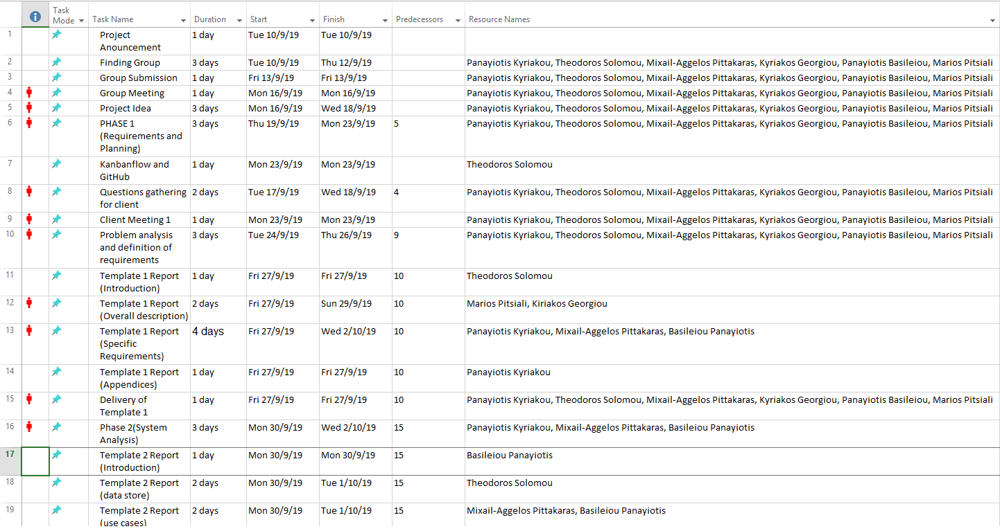 Task
Mode Task Name Duration Start Finish Predecessors Resource Names
1 Project 1 day Tue 10/9/19 Tue 10/9/19
Anouncement
2 Finding Group 3 days Tue 10/9/19 Thu 12/9/19 Panayiotis Kyriakou, Theodoros Solomou, Mixail-Aggelos Pittakaras, Kyriakos Georgiou, Panayiotis Basileiou, Marios Pitsiali
3 Group Submission 1 day Fri 13/9/19 Fri 13/9/19 Panayiotis Kyriakou, Theodoros Solomou, Mixail-Aggelos Pittakaras, Kyriakos Georgiou, Panayiotis Basileiou, Marios Pitsiali
4 Group Meeting 1 day Mon 16/9/19 Mon 16/9/19 Panayiotis Kyriakou, Theodoros Solomou, Mixail-Aggelos Pittakaras, Kyriakos Georgiou, Panayiotis Basileiou, Marios Pitsiali
5 Project Idea 3 days Mon 16/9/19 Wed 18/9/19 Panayiotis Kyriakou, Theodoros Solomou, Mixail-Aggelos Pittakaras, Kyriakos Georgiou, Panayiotis Basileiou, Marios Pitsiali
6 PHASE 1 3 days Thu 19/9/19 Mon 23/9/19 5 Panayiotis Kyriakou, Theodoros Solomou, Mixail-Aggelos Pittakaras, Kyriakos Georgiou, Panayiotis Basileiou, Marios Pitsiali
(Requirements and
Planning)
7 Kanbanflow and 1 day Mon 23/9/19 Mon 23/9/19 Theodoros Solomou
GitHub
8 Questions gathering 2 days Tue 17/9/19 Wed 18/9/19 4 Panayiotis Kyriakou, Theodoros Solomou, Mixail-Aggelos Pittakaras, Kyriakos Georgiou, Panayiotis Basileiou, Marios Pitsiali
for client
9 Client Meeting 1 1 day Mon 23/9/19 Mon 23/9/19 Panayiotis Kyriakou, Theodoros Solomou, Mixail-Aggelos Pittakaras, Kyriakos Georgiou, Panayiotis Basileiou, Marios Pitsiali
10 Problem analysis 3 days Tue 24/9/19 Thu 26/9/19 9 Panayiotis Kyriakou, Theodoros Solomou, Mixail-Aggelos Pittakaras, Kyriakos Georgiou, Panayiotis Basileiou, Marios Pitsiali
and definition of
requirements
11 Template 1 Report 1 day Fri 27/9/19 Fri 27/9/19 10 Theodoros Solomou
(Introduction)
12 Template 1 Report 2 days Fri 27/9/19 Sun 29/9/19 10 Marios Pitsiali, Kiriakos Georgiou
(Overall description)
13 Template 1 Report 4 days Fri 27/9/19 Wed 2/10/19 10 Panayiotis Kyriakou, Mixail-Aggelos Pittakaras, Basileiou Panayiotis
(Specific
Requirements)
14 Template 1 Report 1 day Fri 27/9/19 Fri 27/9/19 10 Panayiotis Kyriakou
(Appendices)
15 Delivery of 1 day Fri 27/9/19 Fri 27/9/19 10 Panayiotis Kyriakou, Theodoros Solomou, Mixail-Aggelos Pittakaras, Kyriakos Georgiou, Panayiotis Basileiou, Marios Pitsiali
Template 1
16 Phase 2(System 3 days Mon 30/9/19 Wed 2/10/19 15 Panayiotis Kyriakou, Mixail-Aggelos Pittakaras, Basileiou Panayiotis
Analysis)
17 Template 2 Report 1 day Mon 30/9/19 Mon 30/9/19 15 Basileiou Panayiotis
(Introduction)
18 Template 2 Report 2 days Mon 30/9/19 Tue 1/10/19 15 Theodoros Solomou
(data store)
19 Template 2 Report 2 days Mon 30/9/19 Tue 1/10/19 15 Mixail-Aggelos Pittakaras, Basileiou Panayiotis
(use cases)